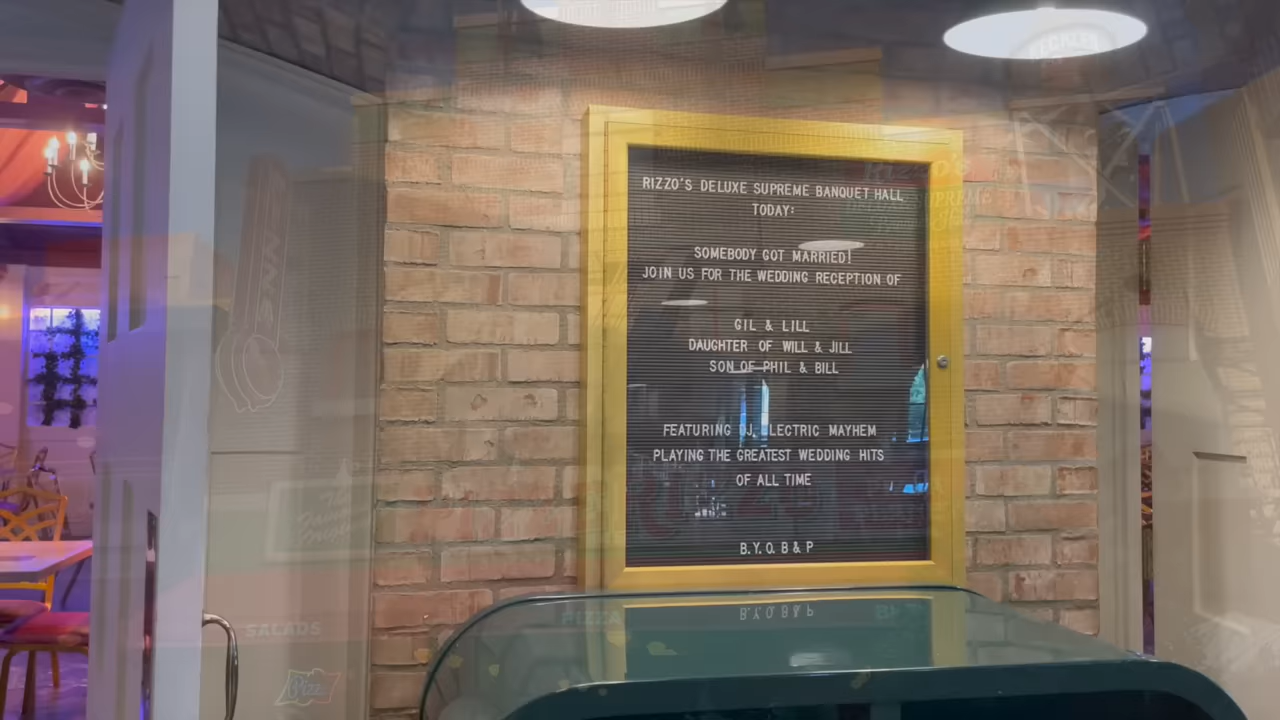 RIZZO'S DELUXE SUPREME BANQUET HALL
TODAY:
SOMEBODY GOT MARRIED!
JOIN US FOR THE WEDDING RECEPTION OF
GIL & LILL
DAUGHTER OF WILL & JILL
SON OF PHIL & BILL
FEATURING DJ. LECTRIC MAYHEM
PLAYING THE GREATEST WEDDING HITS
OF ALL TIME
B.Y.O. B & P
PIZZA
SALADS